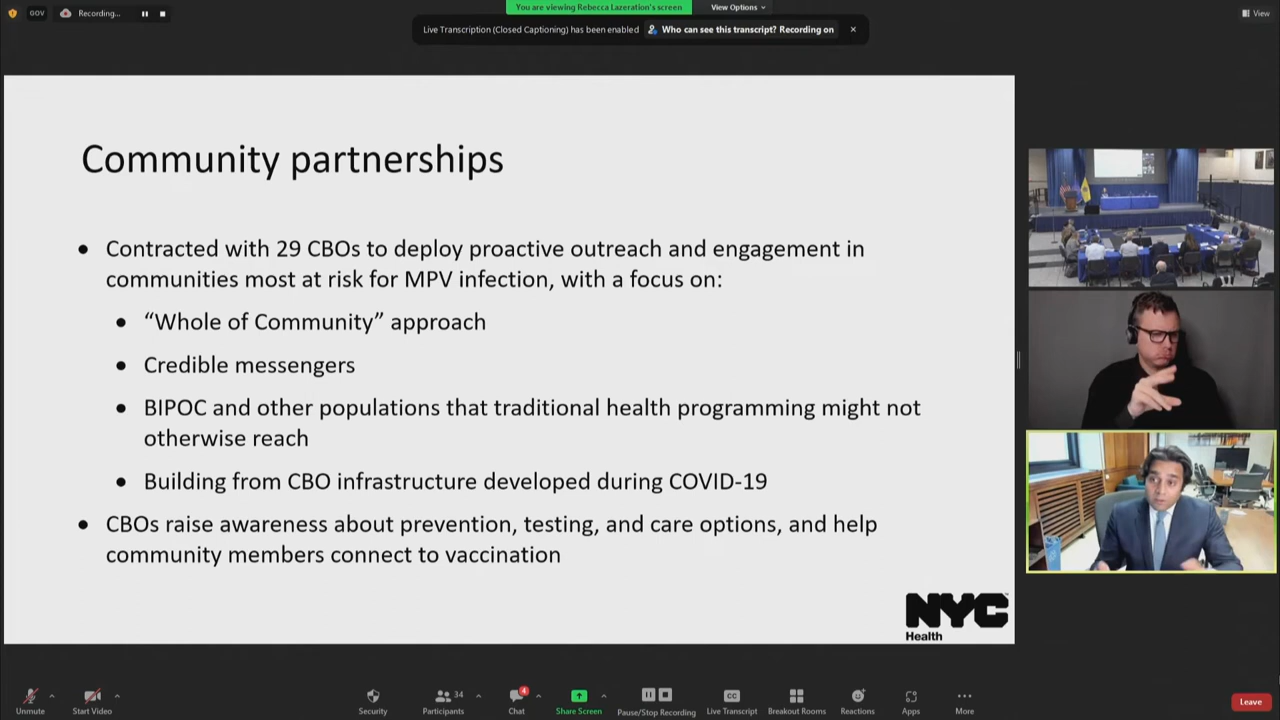 GOV
Recording...
You are viewing Rebecca Lazeration's screen
View Options
View
Live Transcription (Closed Captioning) has been enabled
Who can see this transcript? Recording on
Community partnerships
• Contracted with 29 CBOs to deploy proactive outreach and engagement in
communities most at risk for MPV infection, with a focus on:
• “Whole of Community” approach
• Credible messengers
• BIPOC and other populations that traditional health programming might not
otherwise reach
• Building from CBO infrastructure developed during COVID-19
• CBOs raise awareness about prevention, testing, and care options, and help
community members connect to vaccination
NYC
Health
Unmute
Start Video
Security
Participants
34
Chat
4
Share Screen
Pause/Stop Recording
CC
Live Transcript
Breakout Rooms
Reactions
Apps
More
Leave